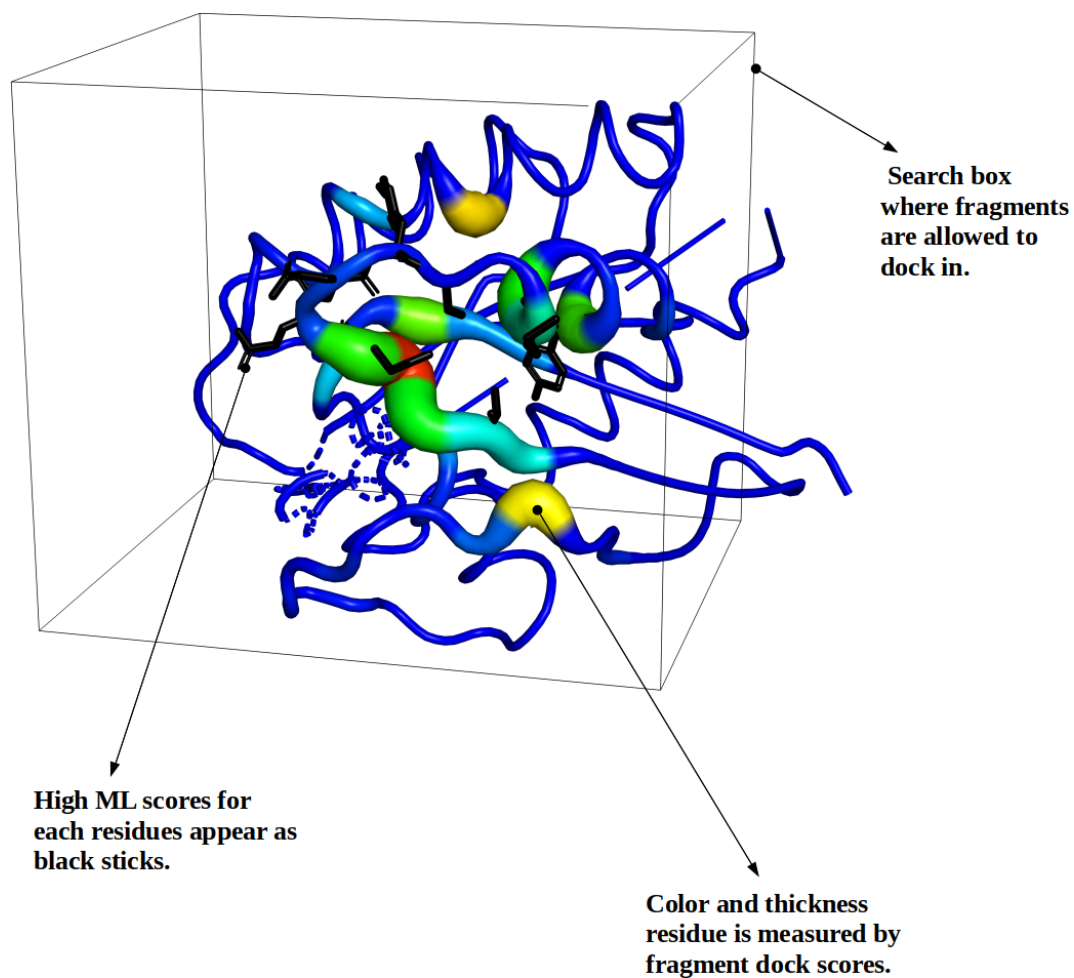 Search box
where fragments
are allowed to
dock in.
High ML scores for
each residues appear as
black sticks.
Color and thickness
residue is measured by
fragment dock scores.